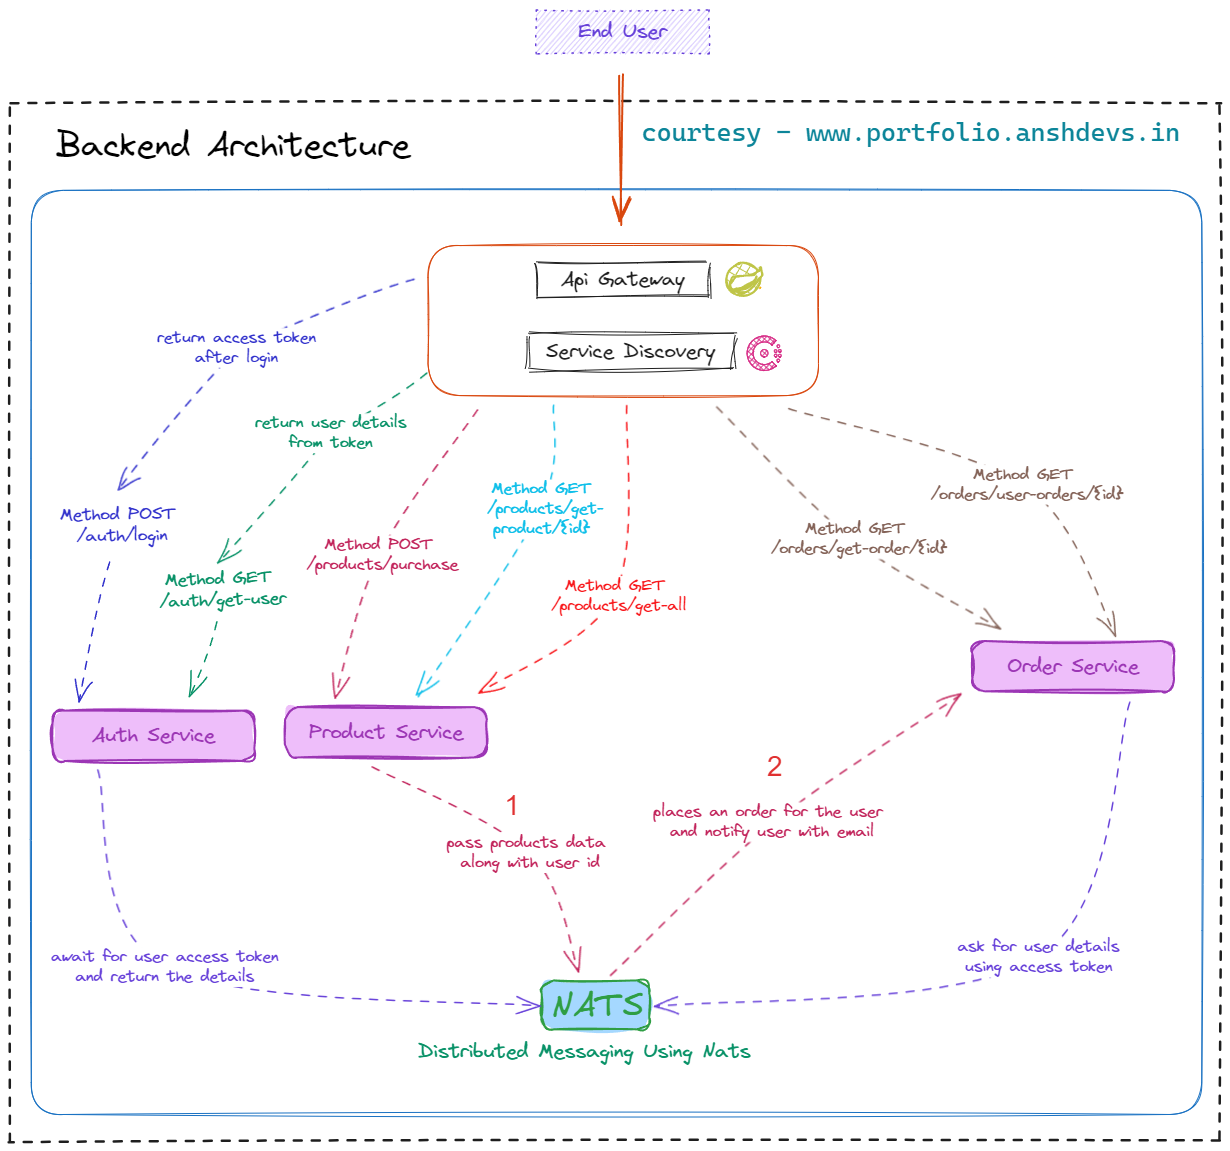 End User
Backend Architecture
courtesy - www.portfolio.anshdevs.in
Api Gateway
Service Discovery
return access token
after login
return user details
from token
Method POST
/auth/login
Method GET
/auth/get-user
Method POST
/products/purchase
Method GET
/products/get-
product/{id}
Method GET
/products/get-all
Method GET
/orders/get-order/{id}
Method GET
/orders/user-orders/{id}
Auth Service
Product Service
Order Service
1
pass products data
along with user id
2
places an order for the user
and notify user with email
await for user access token
and return the details
ask for user details
using access token
NATS
Distributed Messaging Using Nats